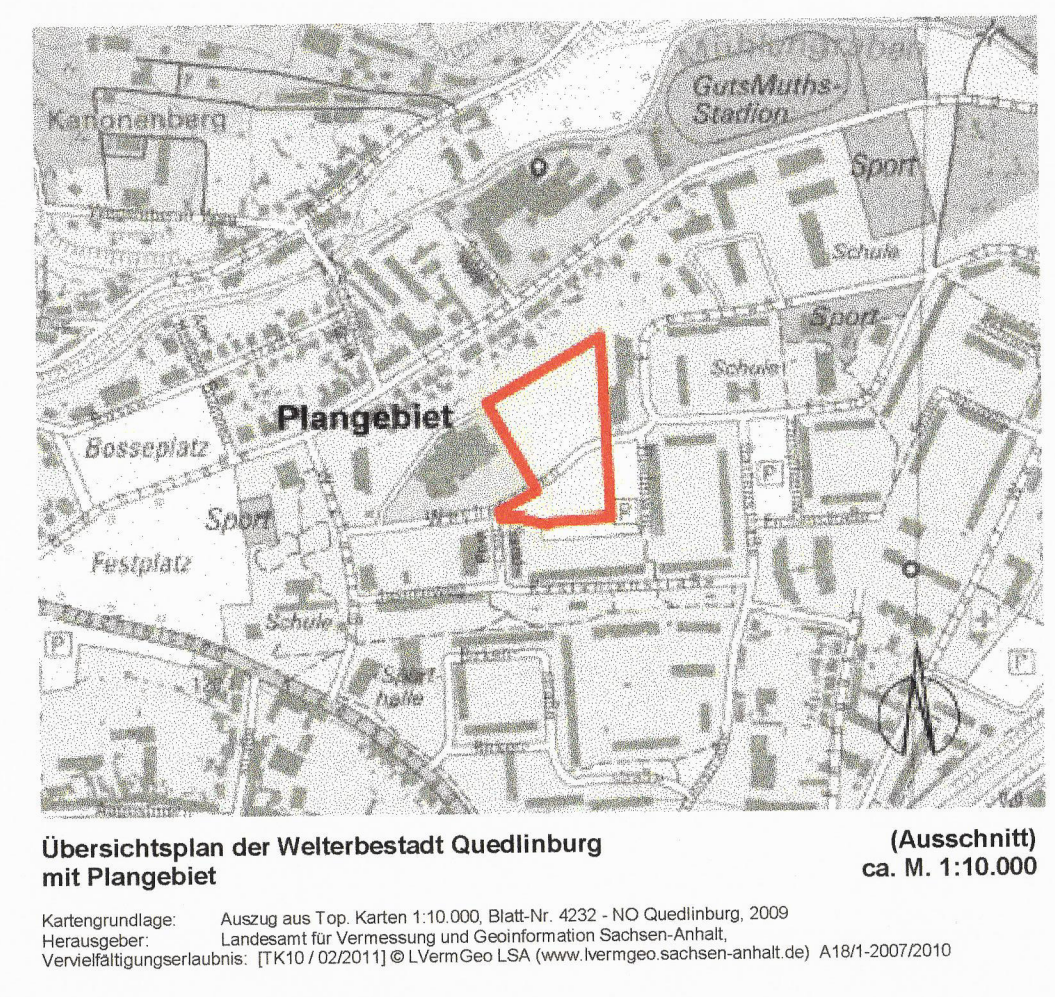 Mühlengraben
GutsMuths-
Stadion
Kanonenberg
Sport
Schule
Sport
Schule
Plangebiet
Bosseplatz
Sport
P
P
Festplatz
Schule
P
Sport-
halle
P
Übersichtsplan der Welterbestadt Quedlinburg
mit Plangebiet
(Ausschnitt)
ca. M. 1:10.000
Kartengrundlage: Auszug aus Top. Karten 1:10.000, Blatt-Nr. 4232 - NO Quedlinburg, 2009
Herausgeber: Landesamt für Vermessung und Geoinformation Sachsen-Anhalt,
Vervielfältigungserlaubnis: [TK10 / 02/2011] © LVermGeo LSA (www.lvermgeo.sachsen-anhalt.de) A18/1-2007/2010